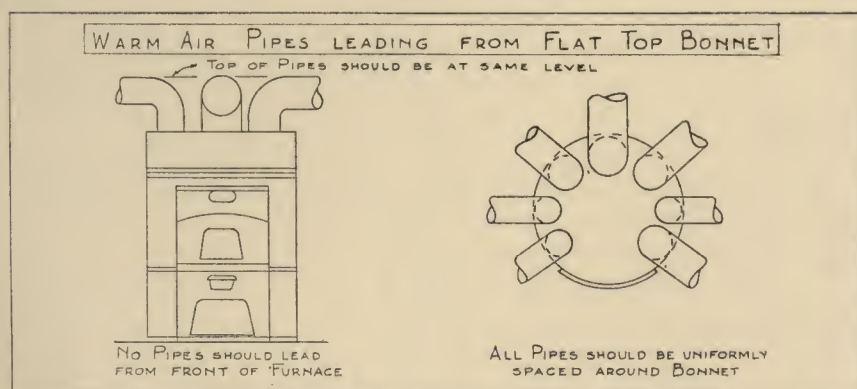 WARM AIR PIPES LEADING FROM FLAT TOP BONNET
TOP OF PIPES SHOULD BE AT SAME LEVEL
NO PIPES SHOULD LEAD
FROM FRONT OF FURNACE
ALL PIPES SHOULD BE UNIFORMLY
SPACED AROUND BONNET